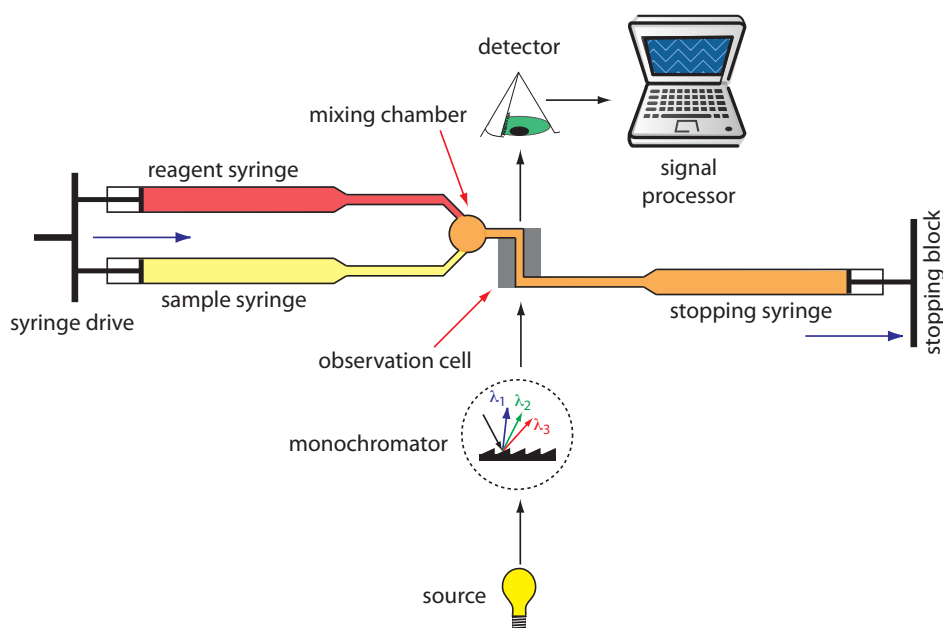 detector
mixing chamber
reagent syringe
signal
processor
sample syringe
syringe drive
stopping syringe
stopping block
observation cell
λ1
λ2
λ3
monochromator
source